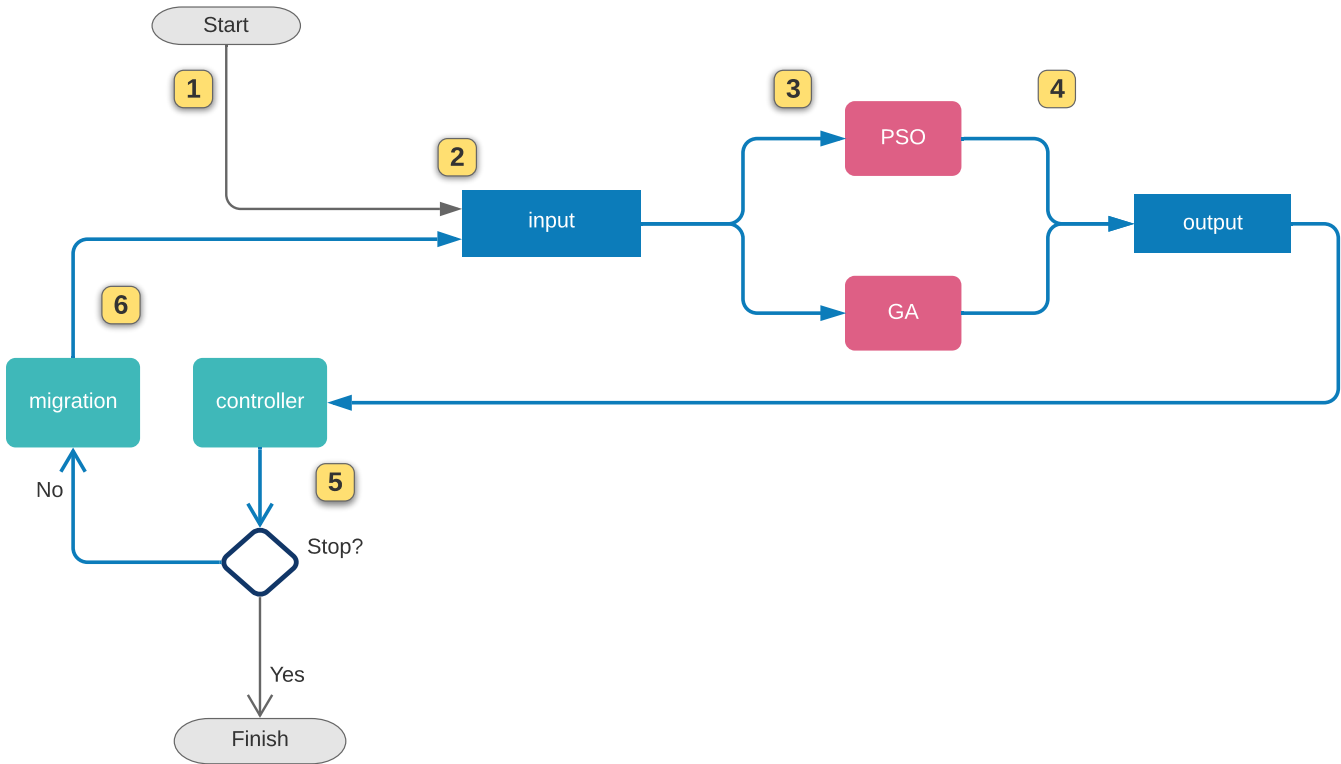 Start
1
2
3
4
PSO
input
output
6
GA
migration
controller
No
5
Stop?
Yes
Finish